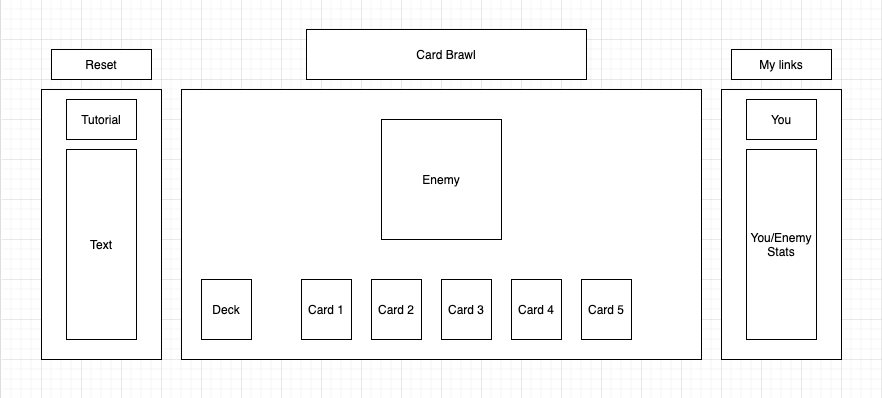 Card Brawl
Reset
My links
Tutorial
You
Enemy
Text
You/Enemy
Stats
Deck
Card 1
Card 2
Card 3
Card 4
Card 5